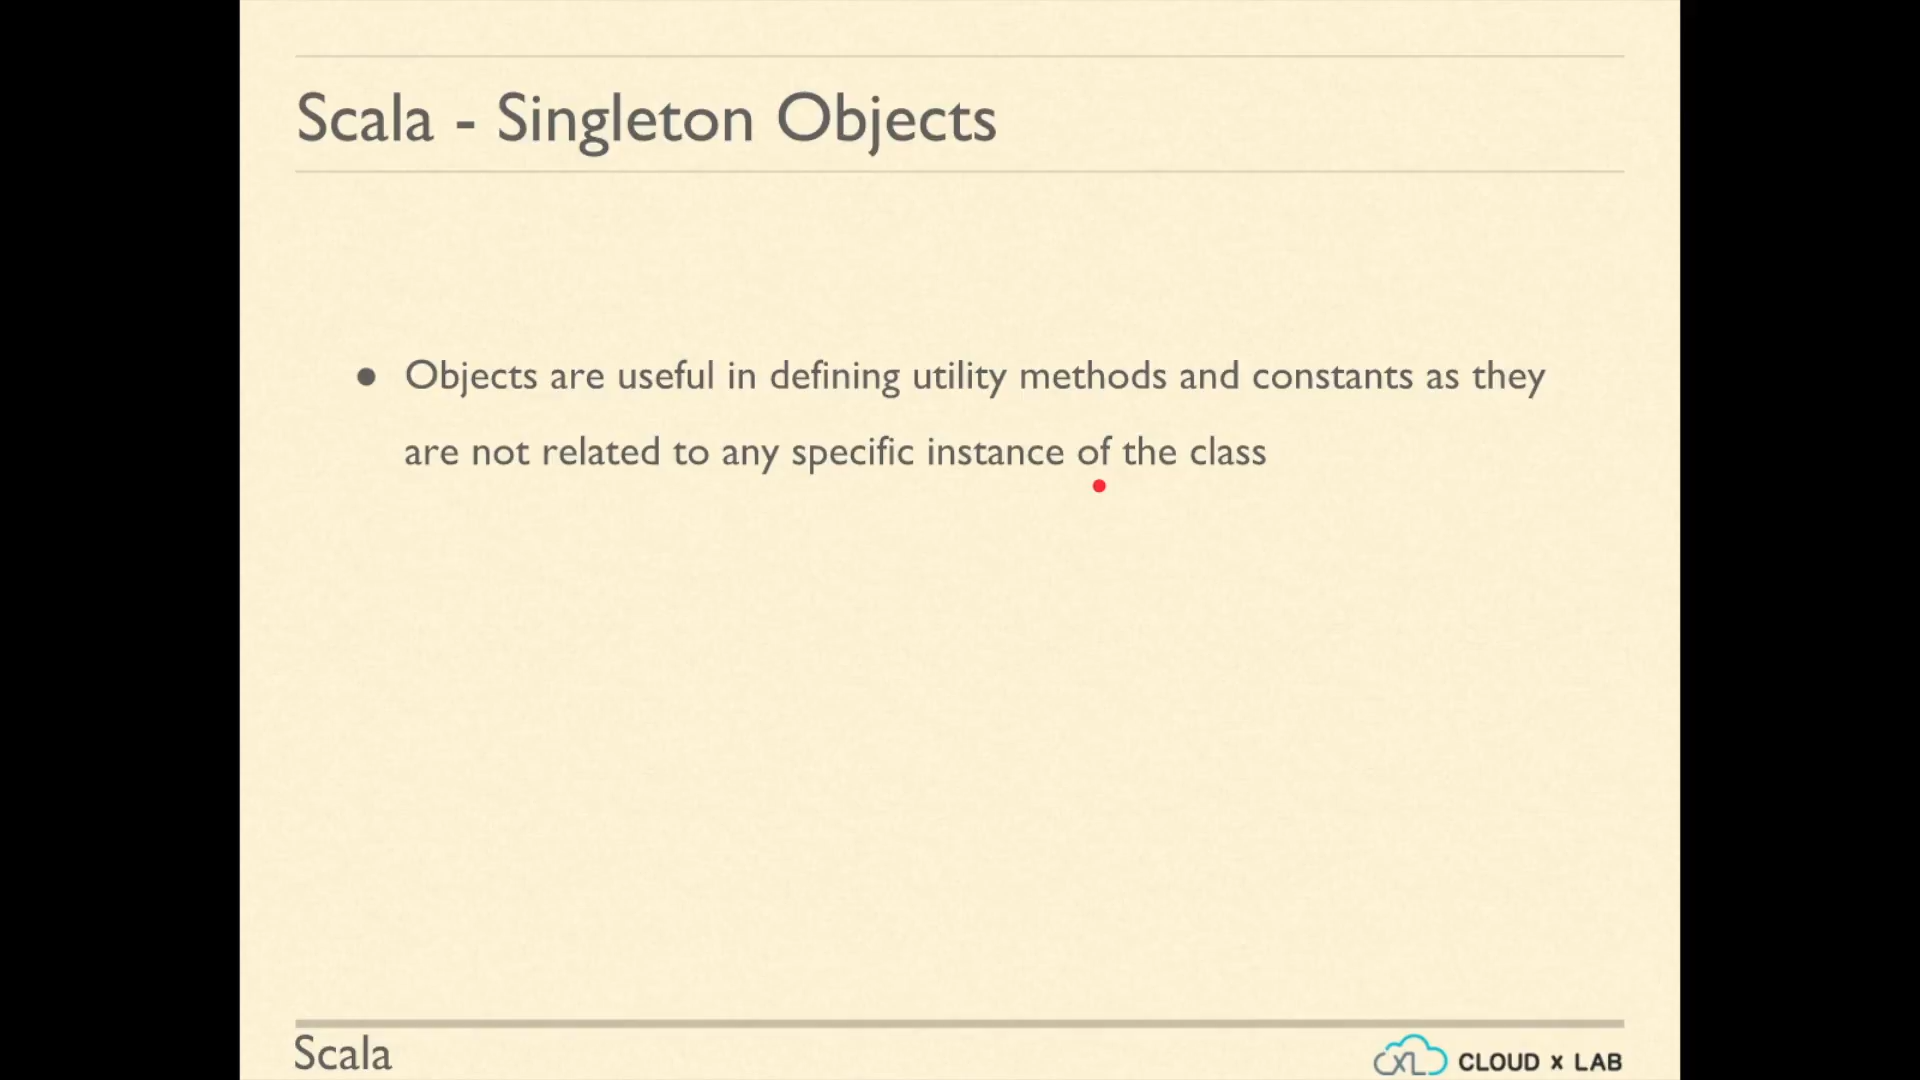 Scala - Singleton Objects
● Objects are useful in defining utility methods and constants as they
are not related to any specific instance of the class
Scala
CXL CLOUD x LAB